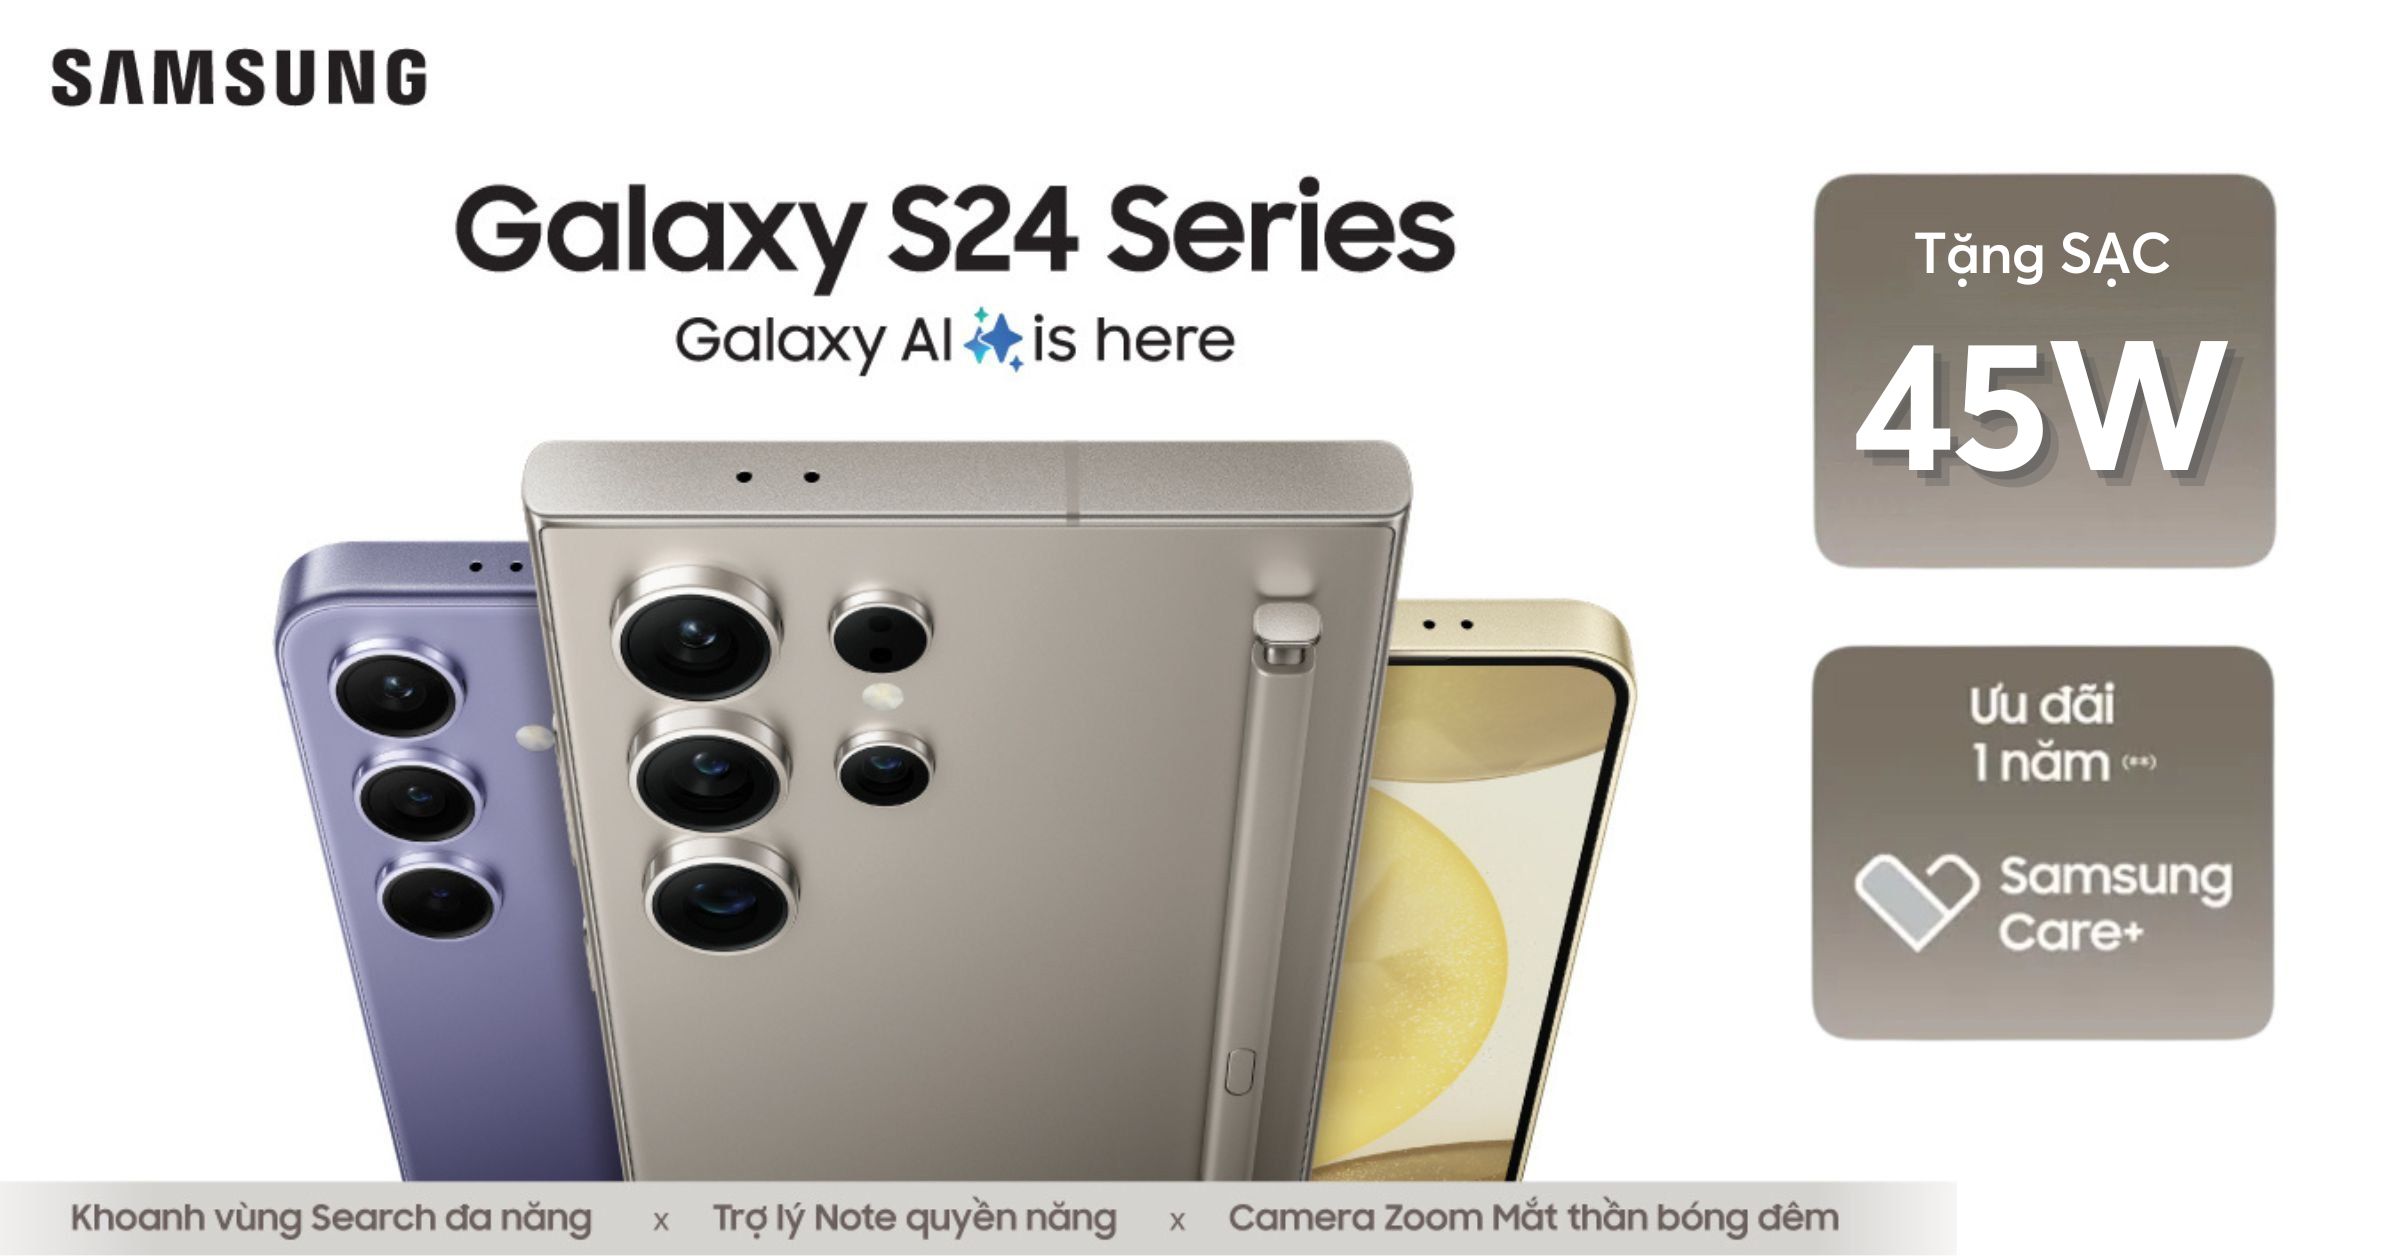 SAMSUNG
Galaxy S24 Series
Galaxy AI is here
Tặng SẠC
45W
Ưu đãi
1 năm (**)
Samsung
Care+
Khoanh vùng Search đa năng x Trợ lý Note quyền năng x Camera Zoom Mắt thần bóng đêm